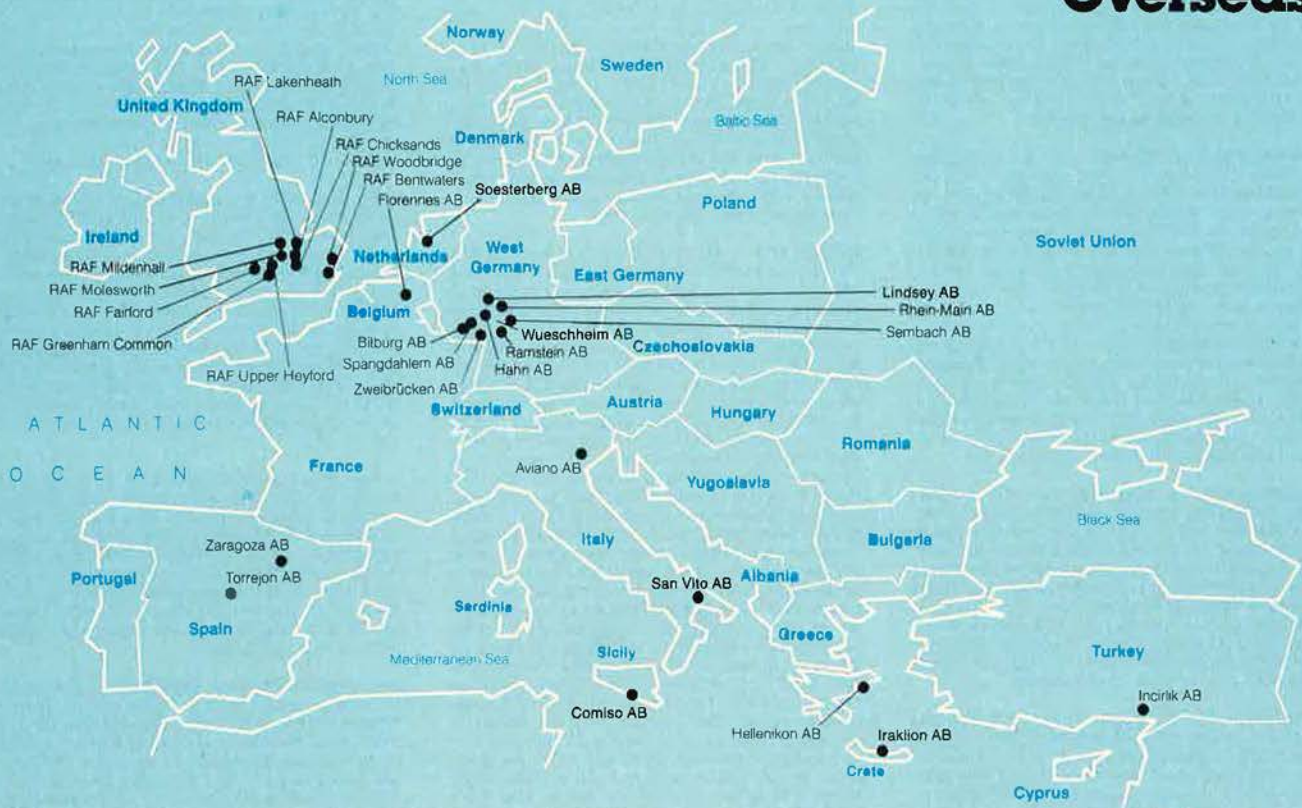 Overseas
Norway
Sweden
North Sea
RAF Lakenheath
United Kingdom
RAF Alconbury
Baltic Sea
RAF Chicksands
Denmark
RAF Woodbridge
RAF Bentwaters
Florennes AB
Soesterberg AB
Poland
Ireland
Soviet Union
West
Germany
Netherlands
RAF Mildenhall
East Germany
RAF Molesworth
Lindsey AB
RAF Fairford
Belgium
Rhein-Main AB
RAF Greenham Common
Bilburg AB
Wueschheim AB
Sembach AB
Spangdahlem AB
Ramstein AB
Czechoslovakia
RAF Upper Heyford
Hahn AB
Zweibrücken AB
Switzerland
Austria
Hungary
ATLANTIC
OCEAN
France
Aviano AB
Romania
Yugoslavia
Black Sea
Zaragoza AB
Italy
Bulgaria
Portugal
Torrejon AB
San Vito AB
Albania
Spain
Sardinia
Greece
Mediterranean Sea
Sicily
Turkey
Comiso AB
Incirlik AB
Hellenikon AB
Iraklion AB
Crete
Cyprus